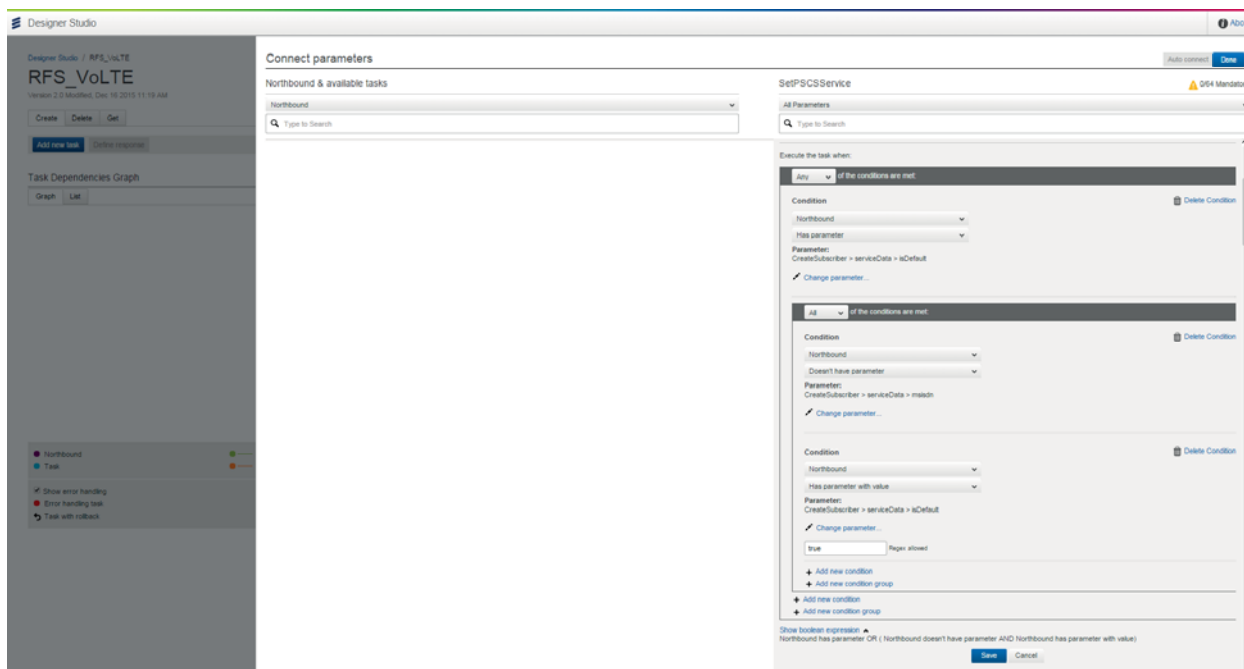 Designer Studio
Abo
Designer Studio / RFS_VoLTE
RFS_VoLTE
Version 2.0 Modified, Dec 16 2015 11:19 AM
Create Delete Get
Add new task Define response
Task Dependencies Graph
Graph List
Northbound
Task
Show error handling
Error handling task
Task with rollback
Connect parameters
Auto connect Done
Northbound & available tasks
Northbound
Type to Search
SetPSCSService
0/64 Mandator
All Parameters
Type to Search
Execute the task when:
Any of the conditions are met:
Condition
Delete Condition
Northbound
Has parameter
Parameter:
CreateSubscriber > serviceData > isDefault
Change parameter...
All of the conditions are met:
Condition
Delete Condition
Northbound
Doesn't have parameter
Parameter:
CreateSubscriber > serviceData > msisdn
Change parameter...
Condition
Delete Condition
Northbound
Has parameter with value
Parameter:
CreateSubscriber > serviceData > isDefault
Change parameter...
true Regex allowed
Add new condition
Add new condition group
Add new condition
Add new condition group
Show boolean expression
Northbound has parameter OR ( Northbound doesn't have parameter AND Northbound has parameter with value)
Save Cancel